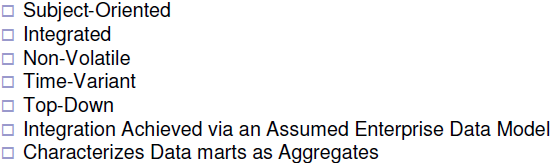 Subject-Oriented
Integrated
Non-Volatile
Time-Variant
Top-Down
Integration Achieved via an Assumed Enterprise Data Model
Characterizes Data marts as Aggregates